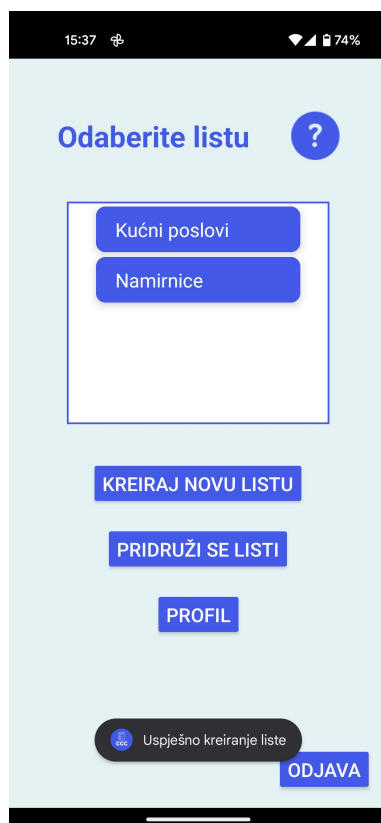 15:37
74%
Odaberite listu
?
Kućni poslovi
Namirnice
KREIRAJ NOVU LISTU
PRIDRUŽI SE LISTI
PROFIL
ccc Uspješno kreiranje liste
ODJAVA